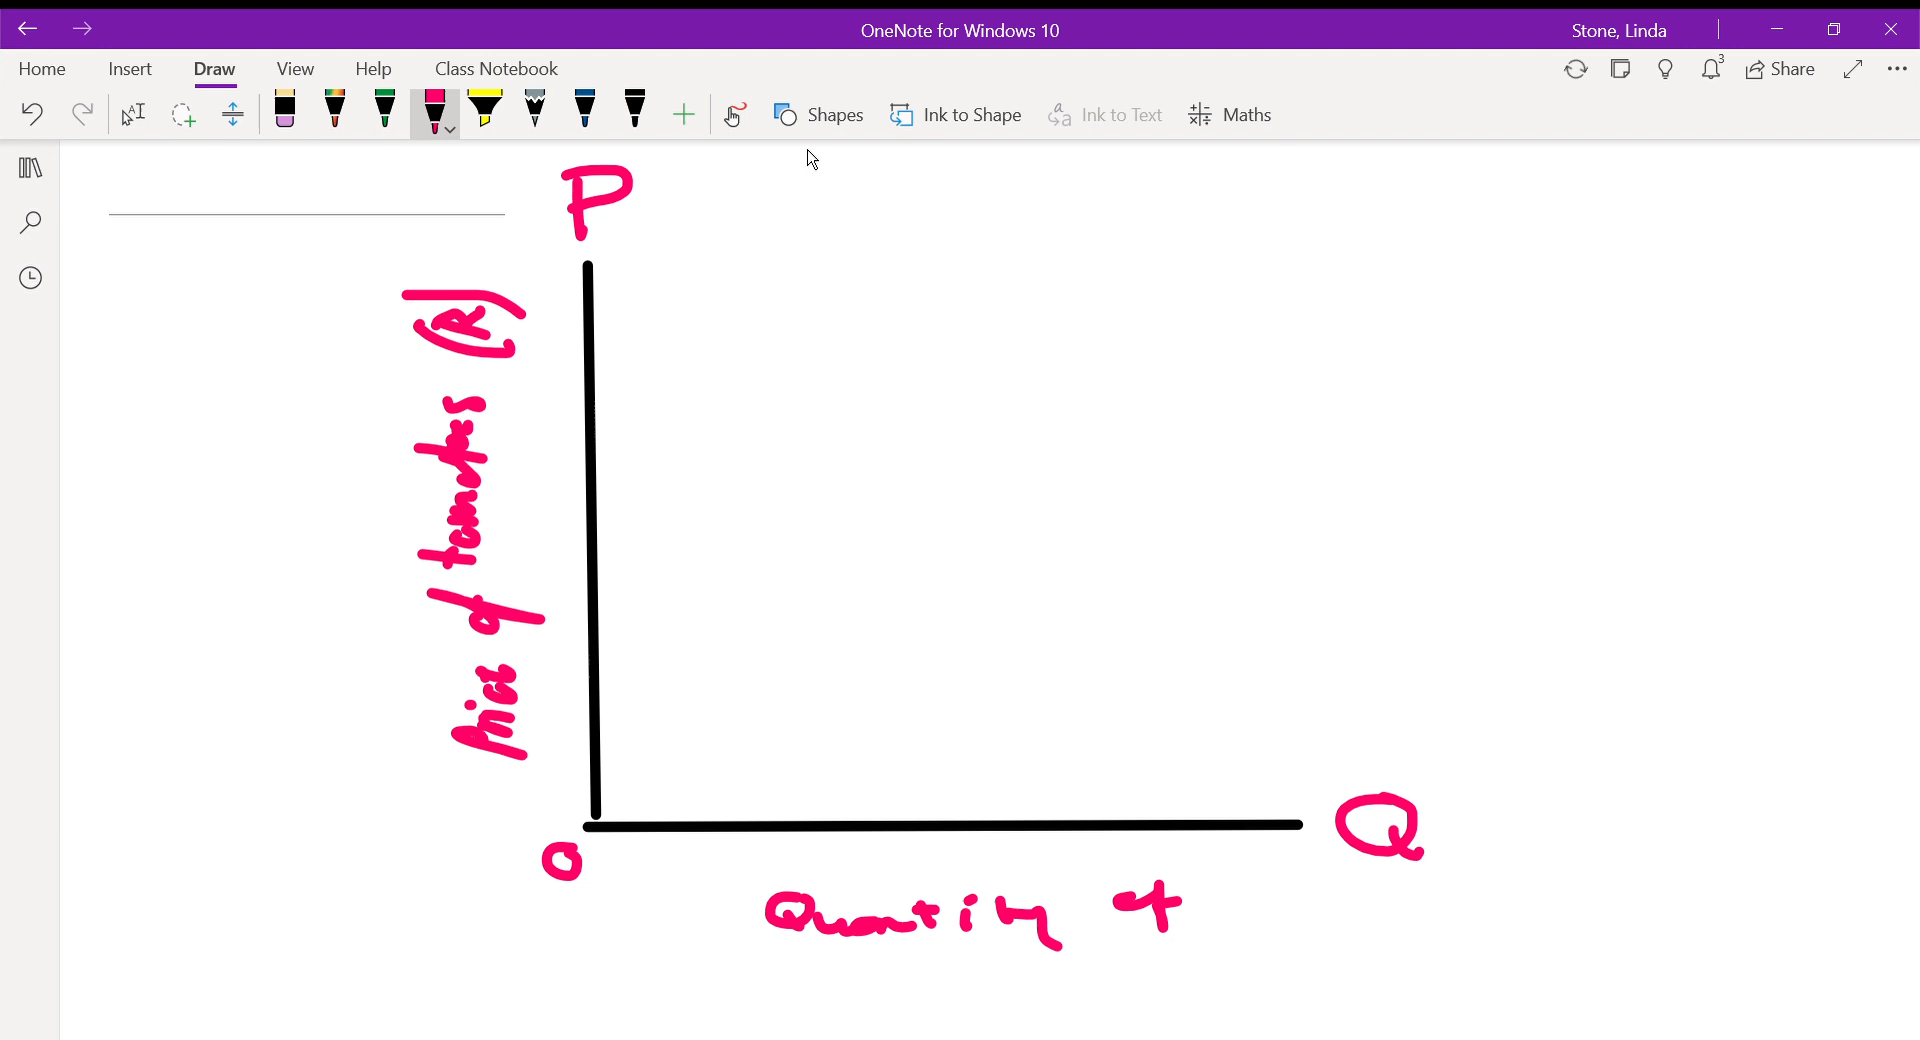 OneNote for Windows 10
Stone, Linda
Home Insert Draw View Help Class Notebook
3 Share
Shapes Ink to Shape Ink to Text Maths
P
Price of tomatoes (R)
O
Q
Quantity of